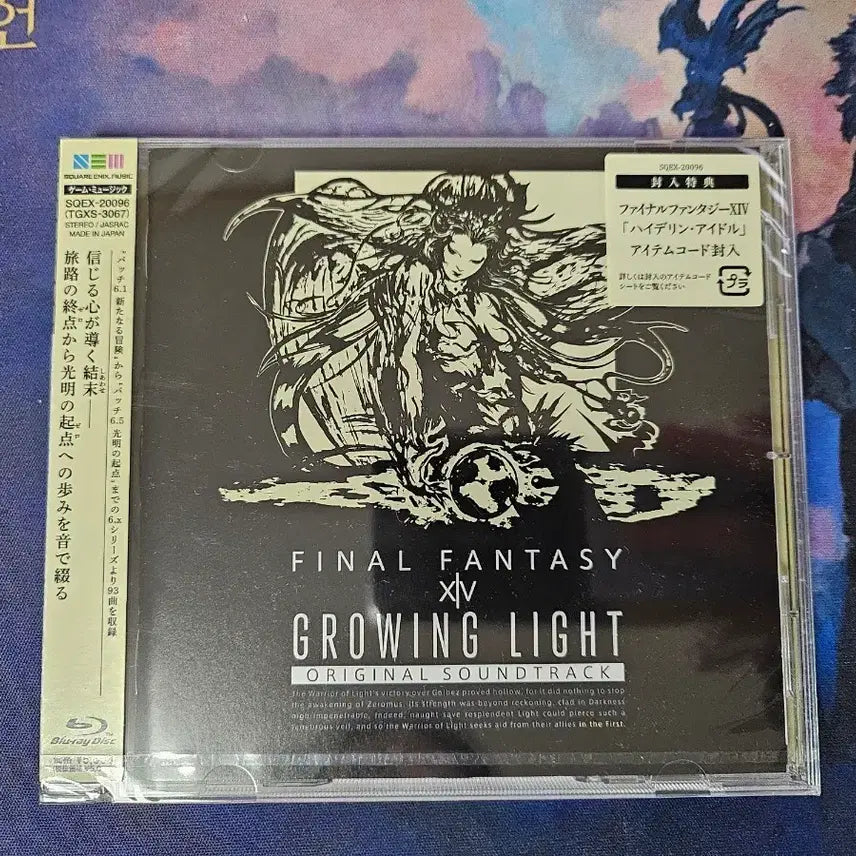 현
SQUARE ENIX MUSIC
ゲーム・ミュージック
SQEX-20096
(TGXS-3067)
STEREO / JASRAC
MADE IN JAPAN
"パッチ6.1 新たなる冒険"から"パッチ6.5 光明の起点"までの6.xシリーズより93曲を収録
信じる心が導く結末――
しあわせ
旅路の終点から光明の起点への歩みを音で綴る
ゼロ
ゼロ
Blu-ray Disc
SQEX-20096
封入特典
ファイナルファンタジーXIV
「ハイデリン・アイドル」
アイテムコード封入
詳しくは封入のアイテムコード
シートをご覧ください
プラ
FINAL FANTASY
XIV
GROWING LIGHT
ORIGINAL SOUNDTRACK
The Warrior of Light's victory over Golbez proved hollow, for it did nothing to stop
the awakening of Zeromus. Its strength was beyond reckoning, clad in Darkness
nigh impenetrable. Indeed, naught save resplendent Light could pierce such a
tenebrous veil, and so the Warrior of Light seeks aid from their allies in the First.